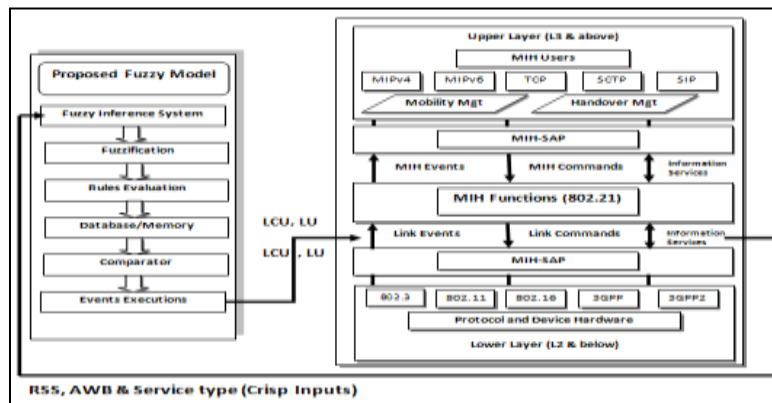 Proposed Fuzzy Model
Fuzzy Inference System
Fuzzification
Rules Evaluation
Database/Memory
Comparator
Events Executions
LCU, LU
LCU , LU
Upper Layer (L3 & above)
MIH Users
MIPv4 MIPv6 TCP SCTP SIP
Mobility Mgt Handover Mgt
MIH-SAP
MIH Events MIH Commands Information Services
MIH Functions (802.21)
Link Events Link Commands Information Services
MIH-SAP
802.3 802.11 802.16 3GPP 3GPP2
Protocol and Device Hardware
Lower Layer (L2 & below)
RSS, AWB & Service type (Crisp Inputs)